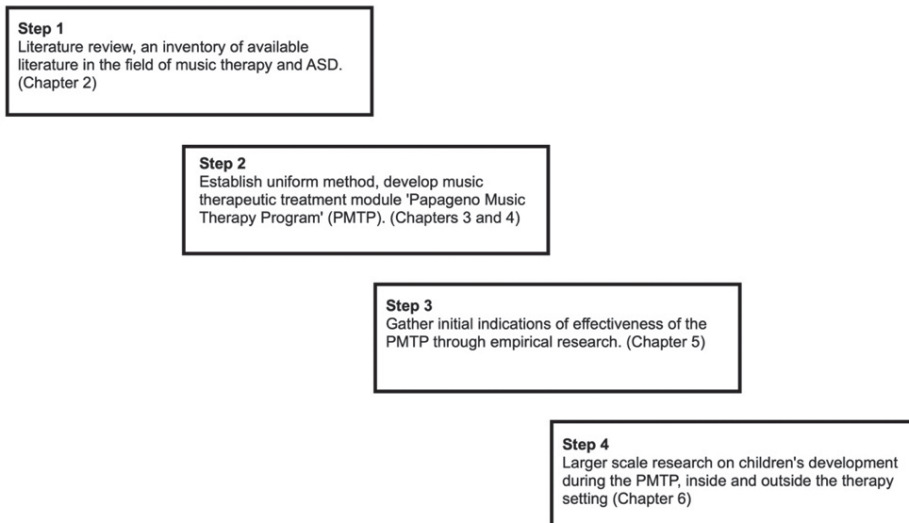 Step 1
Literature review, an inventory of available
literature in the field of music therapy and ASD.
(Chapter 2)
Step 2
Establish uniform method, develop music
therapeutic treatment module 'Papageno Music
Therapy Program' (PMTP). (Chapters 3 and 4)
Step 3
Gather initial indications of effectiveness of the
PMTP through empirical research. (Chapter 5)
Step 4
Larger scale research on children's development
during the PMTP, inside and outside the therapy
setting (Chapter 6)